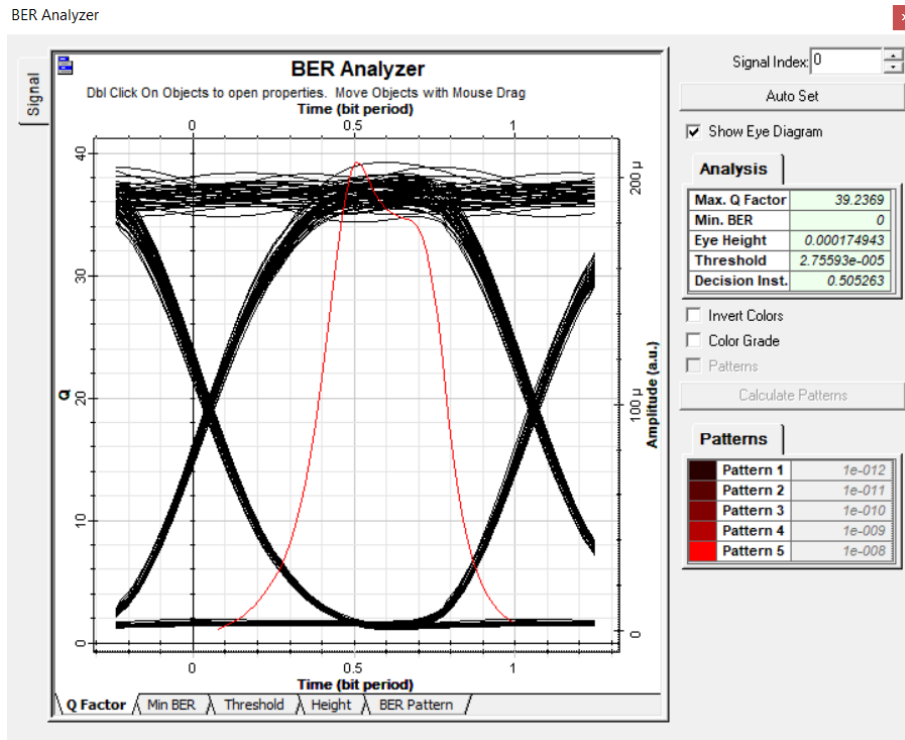 BER Analyzer
x
Signal
BER Analyzer
Dbl Click On Objects to open properties. Move Objects with Mouse Drag
Time (bit period)
0 0.5 1
40
30
20
10
0
Q
200 µ
100 µ
0
Amplitude (a.u.)
0 0.5 1
Time (bit period)
Q Factor Min BER Threshold Height BER Pattern
Signal Index: 0
Auto Set
Show Eye Diagram
Analysis
Max. Q Factor 39.2369
Min. BER 0
Eye Height 0.000174943
Threshold 2.75593e-005
Decision Inst. 0.505263
Invert Colors
Color Grade
Patterns
Calculate Patterns
Patterns
Pattern 1 1e-012
Pattern 2 1e-011
Pattern 3 1e-010
Pattern 4 1e-009
Pattern 5 1e-008